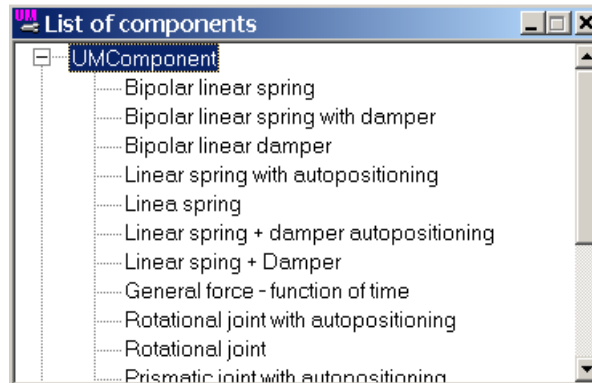 UM
List of components
UMComponent
Bipolar linear spring
Bipolar linear spring with damper
Bipolar linear damper
Linear spring with autopositioning
Linea spring
Linear spring + damper autopositioning
Linear sping + Damper
General force - function of time
Rotational joint with autopositioning
Rotational joint
Prismatic joint with autopositioning